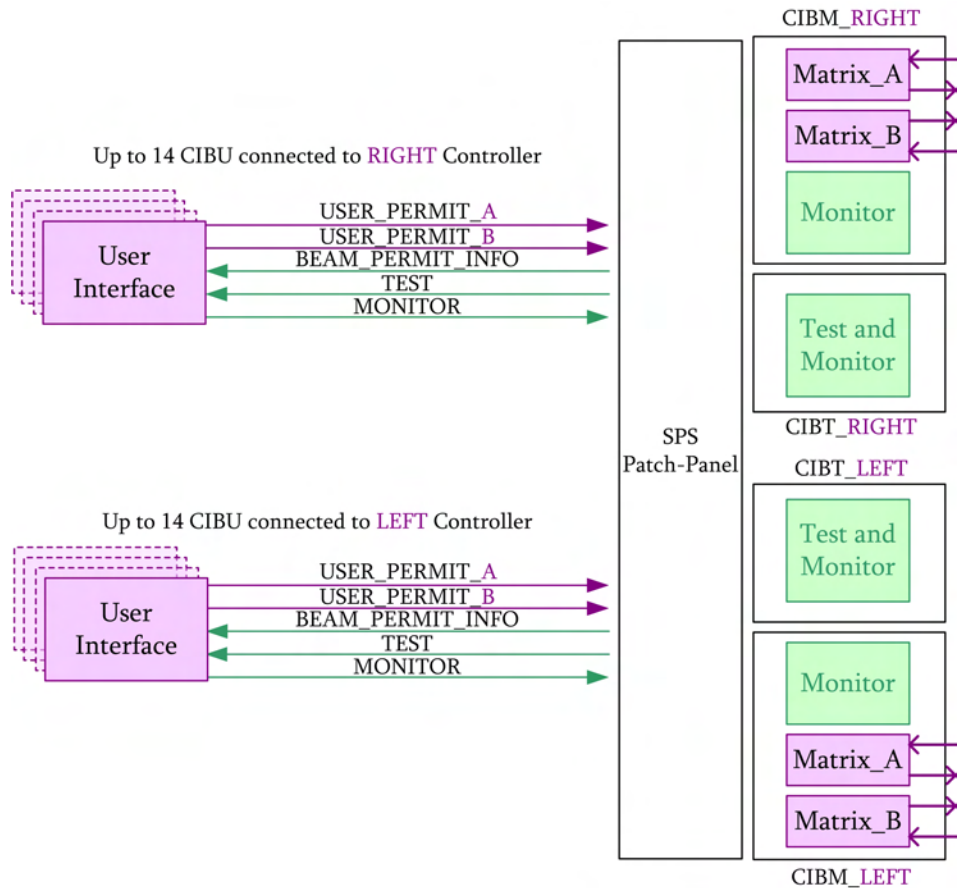 CIBM_RIGHT
Matrix_A
Matrix_B
Monitor
Up to 14 CIBU connected to RIGHT Controller
USER_PERMIT_A
USER_PERMIT_B
BEAM_PERMIT_INFO
TEST
MONITOR
User
Interface
Test and
Monitor
CIBT_RIGHT
SPS
Patch-Panel
CIBT_LEFT
Test and
Monitor
Up to 14 CIBU connected to LEFT Controller
USER_PERMIT_A
USER_PERMIT_B
BEAM_PERMIT_INFO
TEST
MONITOR
User
Interface
Monitor
Matrix_A
Matrix_B
CIBM_LEFT